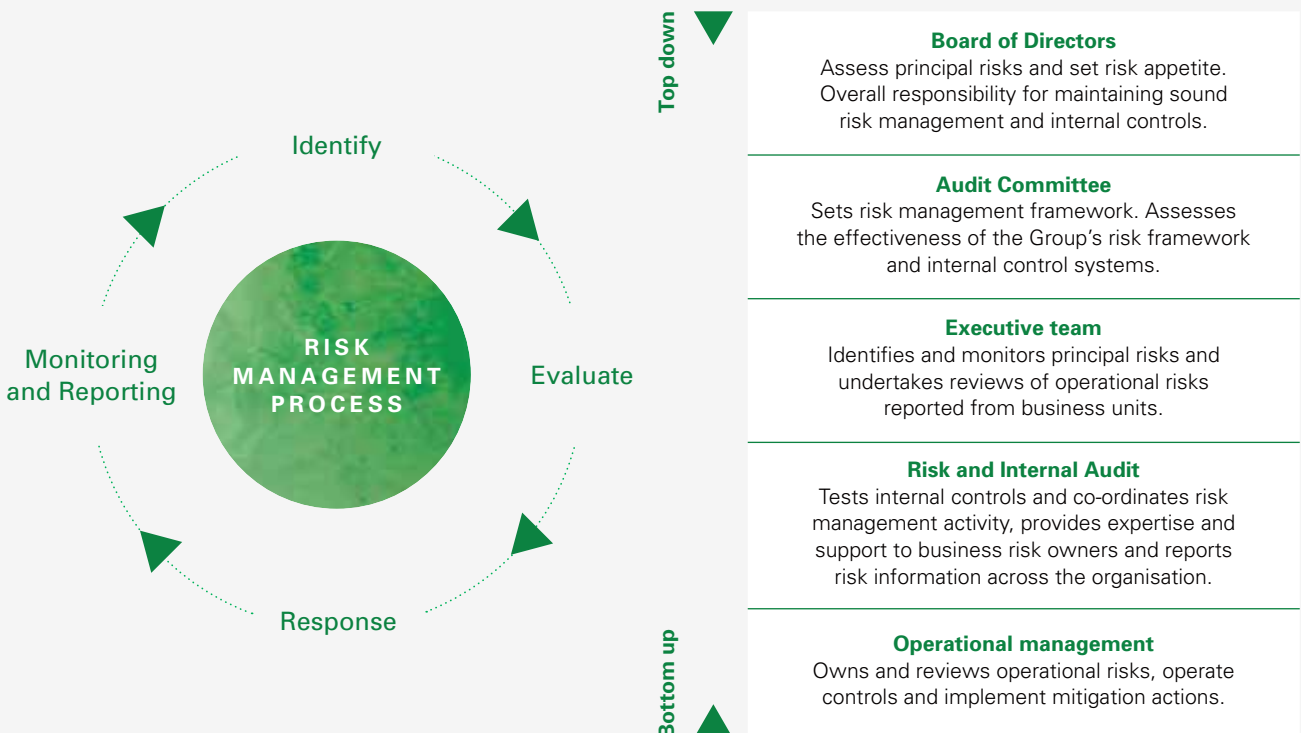 Identify
Evaluate
Response
Monitoring
and Reporting
RISK
MANAGEMENT
PROCESS
Top down
Board of Directors
Assess principal risks and set risk appetite.
Overall responsibility for maintaining sound
risk management and internal controls.
Audit Committee
Sets risk management framework. Assesses
the effectiveness of the Group's risk framework
and internal control systems.
Executive team
Identifies and monitors principal risks and
undertakes reviews of operational risks
reported from business units.
Risk and Internal Audit
Tests internal controls and co-ordinates risk
management activity, provides expertise and
support to business risk owners and reports
risk information across the organisation.
Operational management
Owns and reviews operational risks, operate
controls and implement mitigation actions.
Bottom up